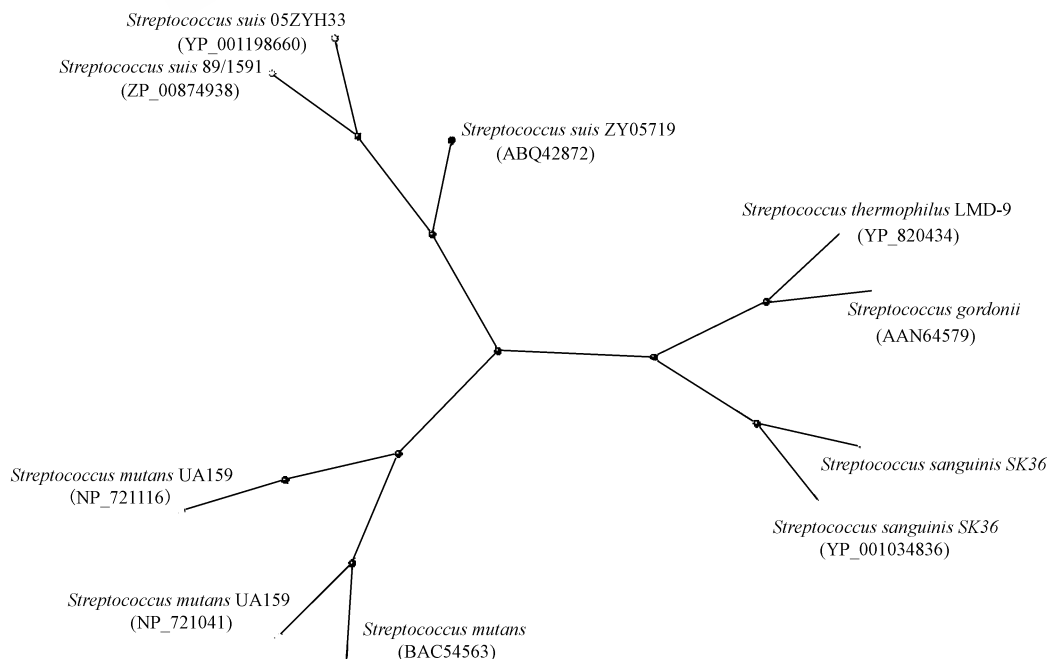 Streptococcus suis 05ZYH33
(YP_001198660)
Streptococcus suis 89/1591
(ZP_00874938)
Streptococcus suis ZY05719
(ABQ42872)
Streptococcus thermophilus LMD-9
(YP_820434)
Streptococcus gordonii
(AAN64579)
Streptococcus sanguinis SK36
Streptococcus sanguinis SK36
(YP_001034836)
Streptococcus mutans UA159
(NP_721116)
Streptococcus mutans UA159
(NP_721041)
Streptococcus mutans
(BAC54563)